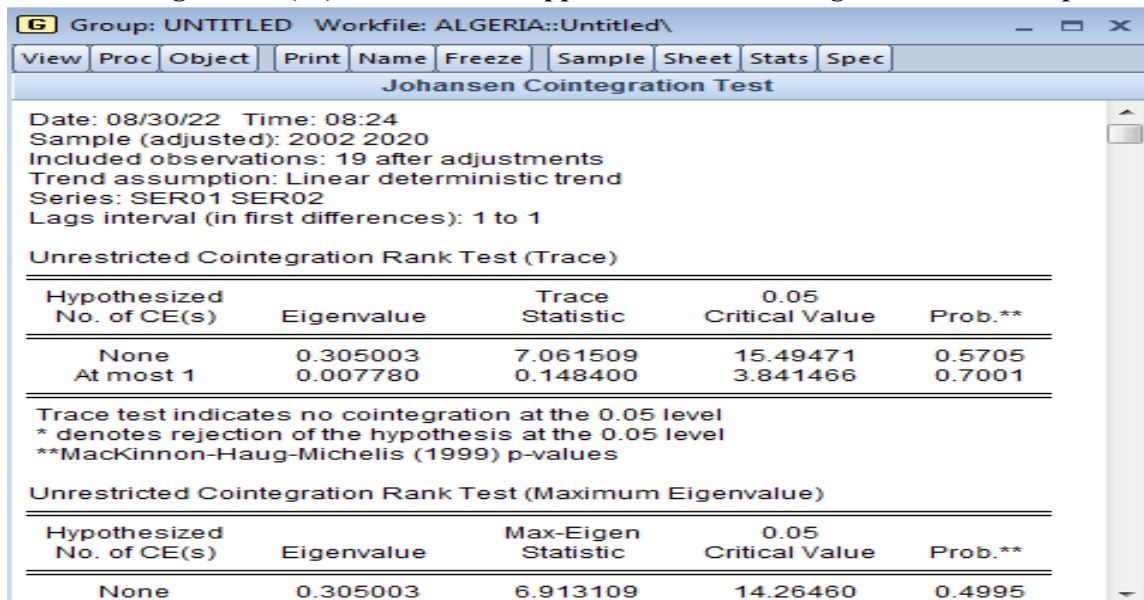 G Group: UNTITLED Workfile: ALGERIA::Untitled\
View Proc Object Print Name Freeze Sample Sheet Stats Spec
Johansen Cointegration Test
Date: 08/30/22 Time: 08:24
Sample (adjusted): 2002 2020
Included observations: 19 after adjustments
Trend assumption: Linear deterministic trend
Series: SER01 SER02
Lags interval (in first differences): 1 to 1
Unrestricted Cointegration Rank Test (Trace)
Hypothesized Trace 0.05
No. of CE(s) Eigenvalue Statistic Critical Value Prob.**
None 0.305003 7.061509 15.49471 0.5705
At most 1 0.007780 0.148400 3.841466 0.7001
Trace test indicates no cointegration at the 0.05 level
* denotes rejection of the hypothesis at the 0.05 level
**MacKinnon-Haug-Michelis (1999) p-values
Unrestricted Cointegration Rank Test (Maximum Eigenvalue)
Hypothesized Max-Eigen 0.05
No. of CE(s) Eigenvalue Statistic Critical Value Prob.**
None 0.305003 6.913109 14.26460 0.4995